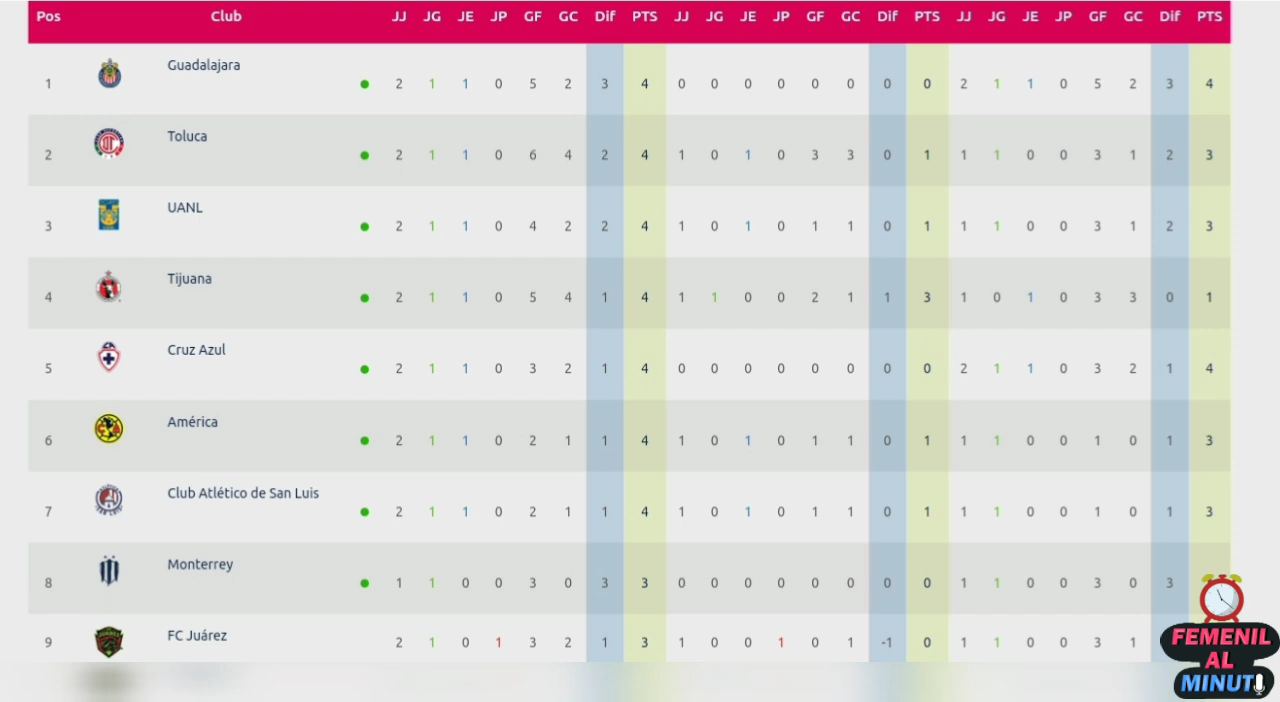 Pos Club JJ JG JE JP GF GC Dif PTS JJ JG JE JP GF GC Dif PTS JJ JG JE JP GF GC Dif PTS
1 Guadalajara 2 1 1 0 5 2 3 4 0 0 0 0 0 0 0 0 2 1 1 0 5 2 3 4
2 Toluca 2 1 1 0 6 4 2 4 1 0 1 0 3 3 0 1 1 1 0 0 3 1 2 3
3 UANL 2 1 1 0 4 2 2 4 1 0 1 0 1 1 0 1 1 1 0 0 3 1 2 3
4 Tijuana 2 1 1 0 5 4 1 4 1 1 0 0 2 1 1 3 1 0 1 0 3 3 0 1
5 Cruz Azul 2 1 1 0 3 2 1 4 0 0 0 0 0 0 0 0 2 1 1 0 3 2 1 4
6 América 2 1 1 0 2 1 1 4 1 0 1 0 1 1 0 1 1 1 0 0 1 0 1 3
7 Club Atlético de San Luis 2 1 1 0 2 1 1 4 1 0 1 0 1 1 0 1 1 1 0 0 1 0 1 3
8 Monterrey 1 1 0 0 3 0 3 3 0 0 0 0 0 0 0 0 1 1 0 0 3 0 3
9 FC Juárez 2 1 0 1 3 2 1 3 1 0 0 1 0 1 -1 0 1 1 0 0 3 1
FEMENIL
AL
MINUT